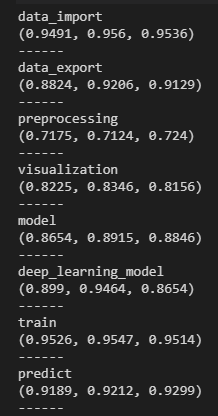 data_import
(0.9491, 0.956, 0.9536)
------
data_export
(0.8824, 0.9206, 0.9129)
------
preprocessing
(0.7175, 0.7124, 0.724)
------
visualization
(0.8225, 0.8346, 0.8156)
------
model
(0.8654, 0.8915, 0.8846)
------
deep_learning_model
(0.899, 0.9464, 0.8654)
------
train
(0.9526, 0.9547, 0.9514)
------
predict
(0.9189, 0.9212, 0.9299)
------